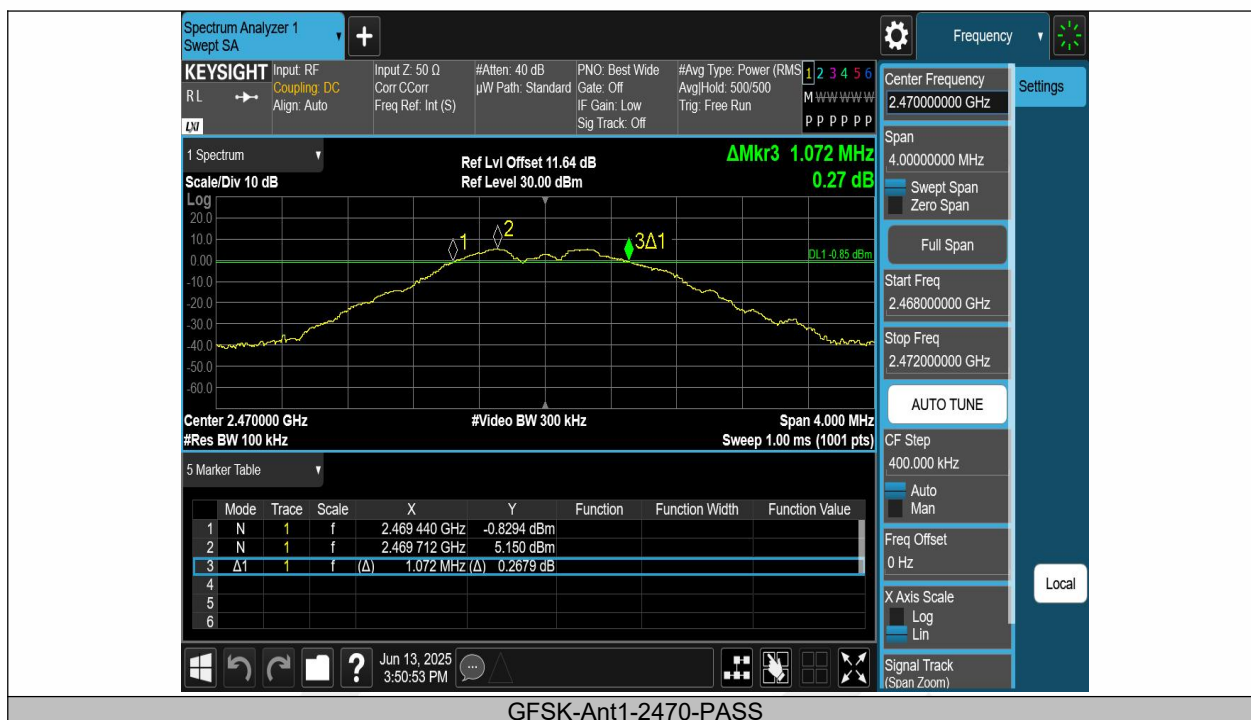 Spectrum Analyzer 1
Swept SA
+
Frequency
KEYSIGHT
RL
LXI
Input: RF
Coupling: DC
Align: Auto
Input Z: 50 Ω
Corr CCorr
Freq Ref: Int (S)
#Atten: 40 dB
µW Path: Standard
PNO: Best Wide
Gate: Off
IF Gain: Low
Sig Track: Off
#Avg Type: Power (RMS
Avg|Hold: 500/500
Trig: Free Run
1 2 3 4 5 6
M W W W W W
P P P P P P
1 Spectrum
Scale/Div 10 dB
Ref Lvl Offset 11.64 dB
Ref Level 30.00 dBm
ΔMkr3 1.072 MHz
0.27 dB
Log
20.0
10.0
0.00
-10.0
-20.0
-30.0
-40.0
-50.0
-60.0
1
2
3Δ1
DL1 -0.85 dBm
Center 2.470000 GHz
#Res BW 100 kHz
#Video BW 300 kHz
Span 4.000 MHz
Sweep 1.00 ms (1001 pts)
5 Marker Table
Mode Trace Scale X Y Function Function Width Function Value
1 N 1 f 2.469 440 GHz -0.8294 dBm
2 N 1 f 2.469 712 GHz 5.150 dBm
3 Δ1 1 f (Δ) 1.072 MHz (Δ) 0.2679 dB
4
5
6
?
Jun 13, 2025
3:50:53 PM
Center Frequency
2.470000000 GHz
Settings
Span
4.00000000 MHz
Swept Span
Zero Span
Full Span
Start Freq
2.468000000 GHz
Stop Freq
2.472000000 GHz
AUTO TUNE
CF Step
400.000 kHz
Auto
Man
Freq Offset
0 Hz
Local
X Axis Scale
Log
Lin
Signal Track
(Span Zoom)
GFSK-Ant1-2470-PASS